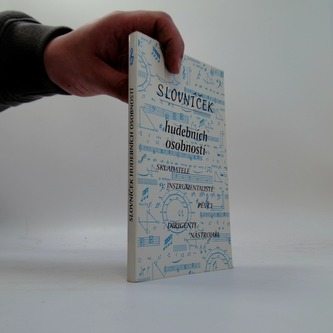 SLOVNÍČEK
hudebních
osobností
SKLADATELÉ
INSTRUMENTALISTÉ
PĚVCI
DIRIGENTI
NÁSTROJAŘI
SLOVNÍČEK HUDEBNÍCH OSOBNOSTÍ